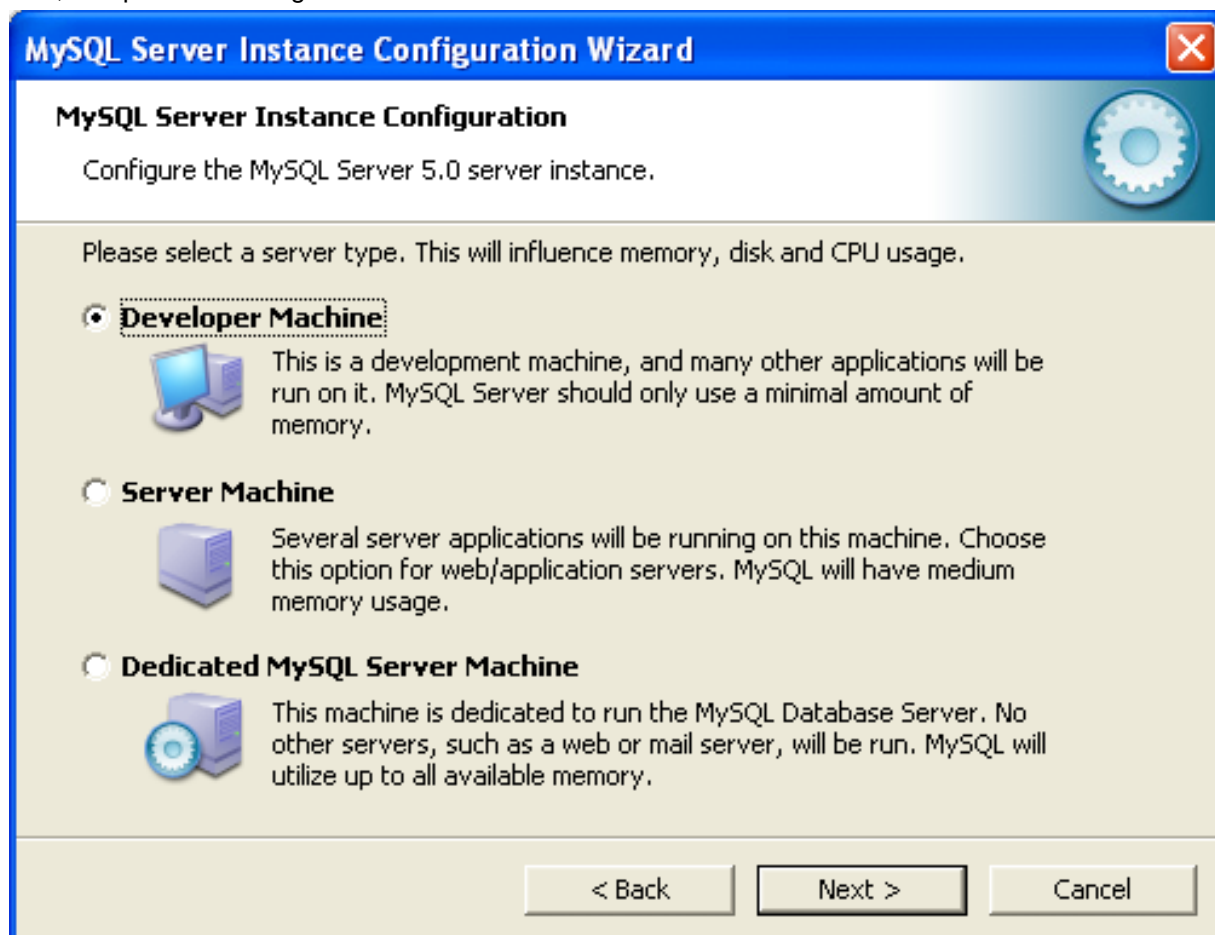 MySQL Server Instance Configuration Wizard
MySQL Server Instance Configuration
Configure the MySQL Server 5.0 server instance.
Please select a server type. This will influence memory, disk and CPU usage.
Developer Machine
This is a development machine, and many other applications will be
run on it. MySQL Server should only use a minimal amount of
memory.
Server Machine
Several server applications will be running on this machine. Choose
this option for web/application servers. MySQL will have medium
memory usage.
Dedicated MySQL Server Machine
This machine is dedicated to run the MySQL Database Server. No
other servers, such as a web or mail server, will be run. MySQL will
utilize up to all available memory.
< Back
Next >
Cancel